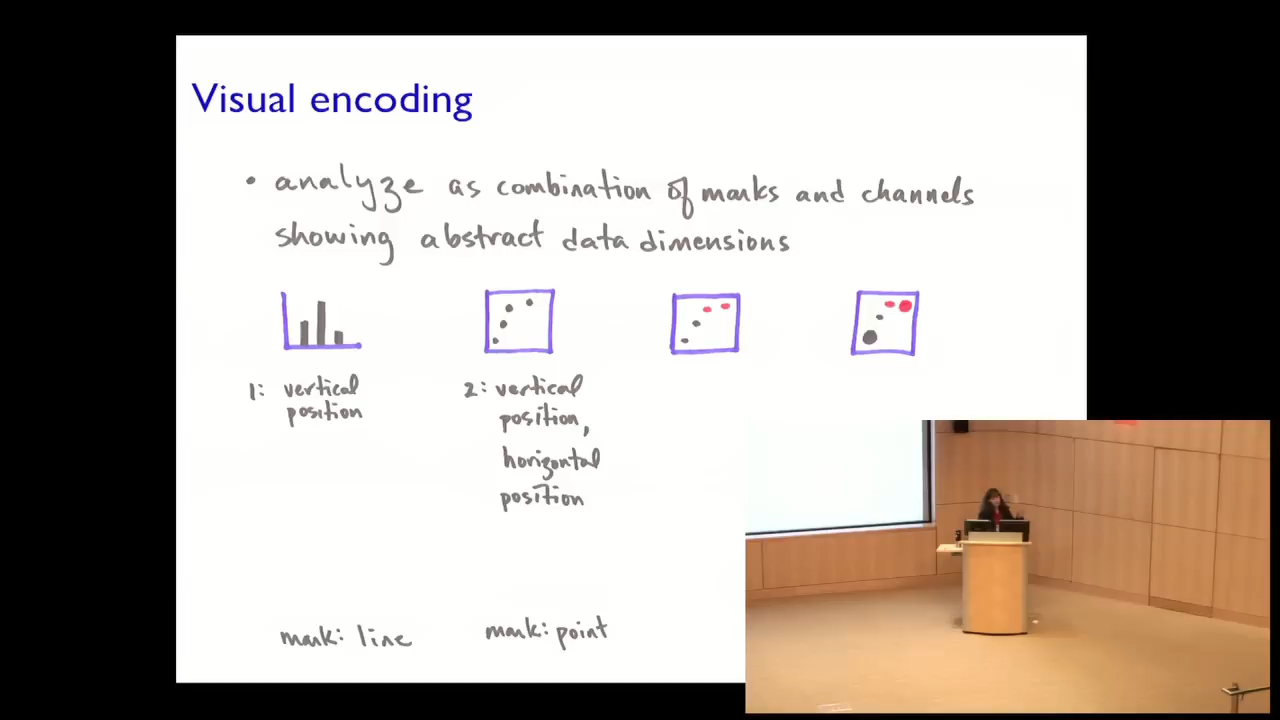 Visual encoding
• analyze as combination of marks and channels
showing abstract data dimensions
1: vertical
position
2: vertical
position,
horizontal
position
mark: line
mark: point